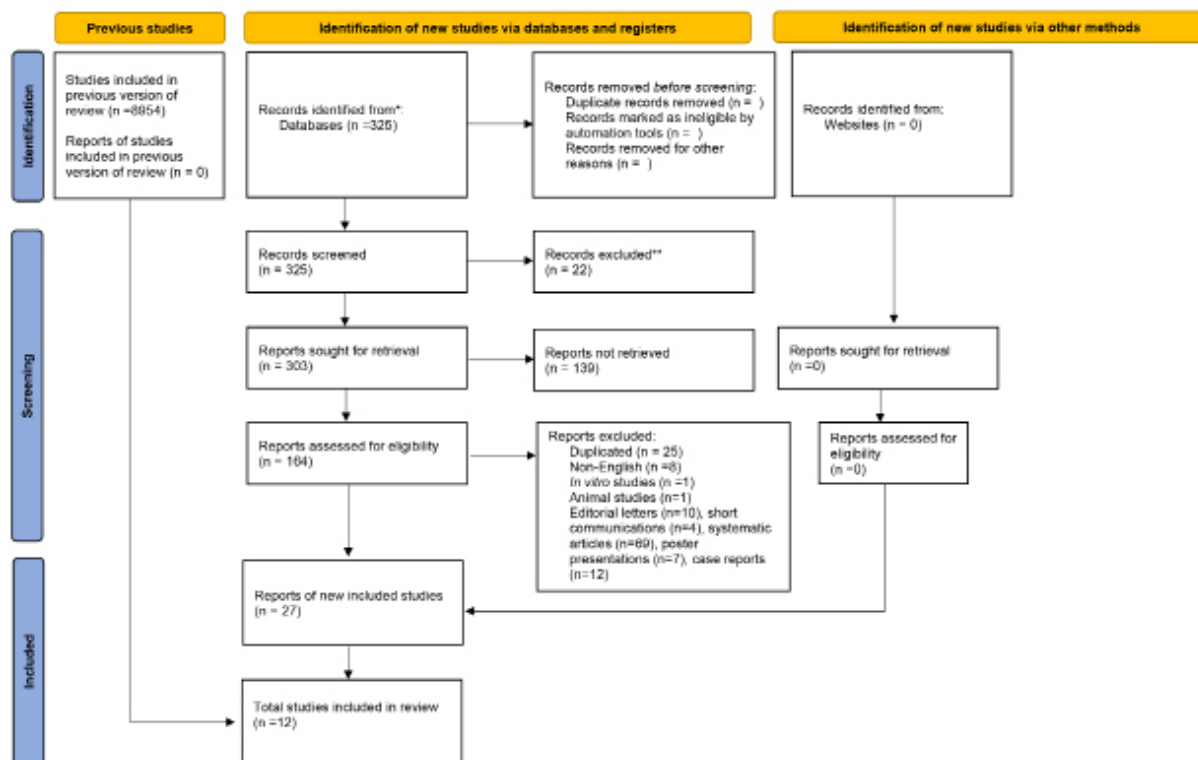 Previous studies
Identification of new studies via databases and registers
Identification of new studies via other methods
Identification
Studies included in
previous version of
review (n =8954)
Reports of studies
included in previous
version of review (n = 0)
Records identified from*:
Databases (n =325)
Records removed before screening:
Duplicate records removed (n = )
Records marked as ineligible by
automation tools (n = )
Records removed for other
reasons (n = )
Records identified from:
Websites (n = 0)
Screening
Records screened
(n = 325)
Records excluded**
(n = 22)
Reports sought for retrieval
(n = 303)
Reports not retrieved
(n = 139)
Reports sought for retrieval
(n =0)
Reports assessed for eligibility
(n = 164)
Reports excluded:
Duplicated (n = 25)
Non-English (n =8)
In vitro studies (n =1)
Animal studies (n=1)
Editorial letters (n=10), short
communications (n=4), systematic
articles (n=69), poster
presentations (n=7), case reports
(n=12)
Reports assessed for
eligibility
(n =0)
Included
Reports of new included studies
(n = 27)
Total studies included in review
(n =12)